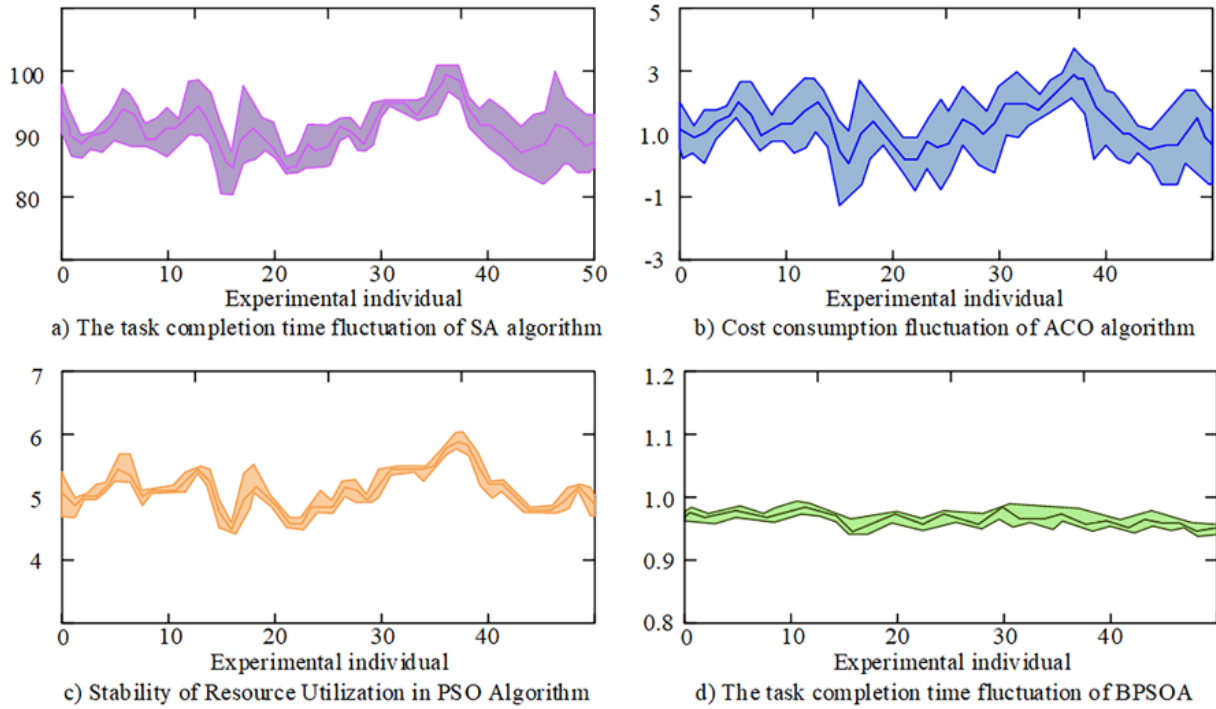 100
90
80
0 10 20 30 40 50
Experimental individual
a) The task completion time fluctuation of SA algorithm
5
3
1.0
-1
-3
0 10 20 30 40
Experimental individual
b) Cost consumption fluctuation of ACO algorithm
7
6
5
4
0 10 20 30 40
Experimental individual
c) Stability of Resource Utilization in PSO Algorithm
1.2
1.1
1.0
0.9
0.8
0 10 20 30 40
Experimental individual
d) The task completion time fluctuation of BPSOA